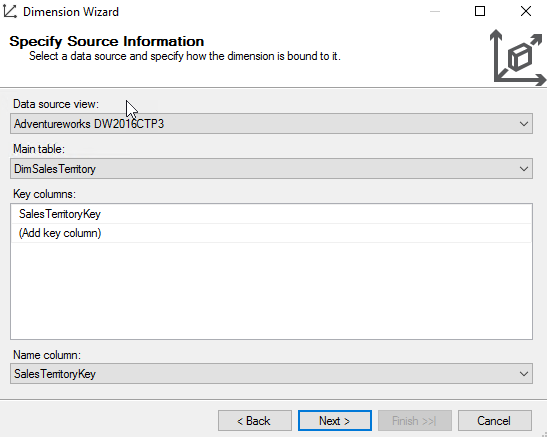 Dimension Wizard
Specify Source Information
Select a data source and specify how the dimension is bound to it.
Data source view:
Adventureworks DW2016CTP3
Main table:
DimSalesTerritory
Key columns:
SalesTerritoryKey
(Add key column)
Name column:
SalesTerritoryKey
< Back Next > Finish >>| Cancel